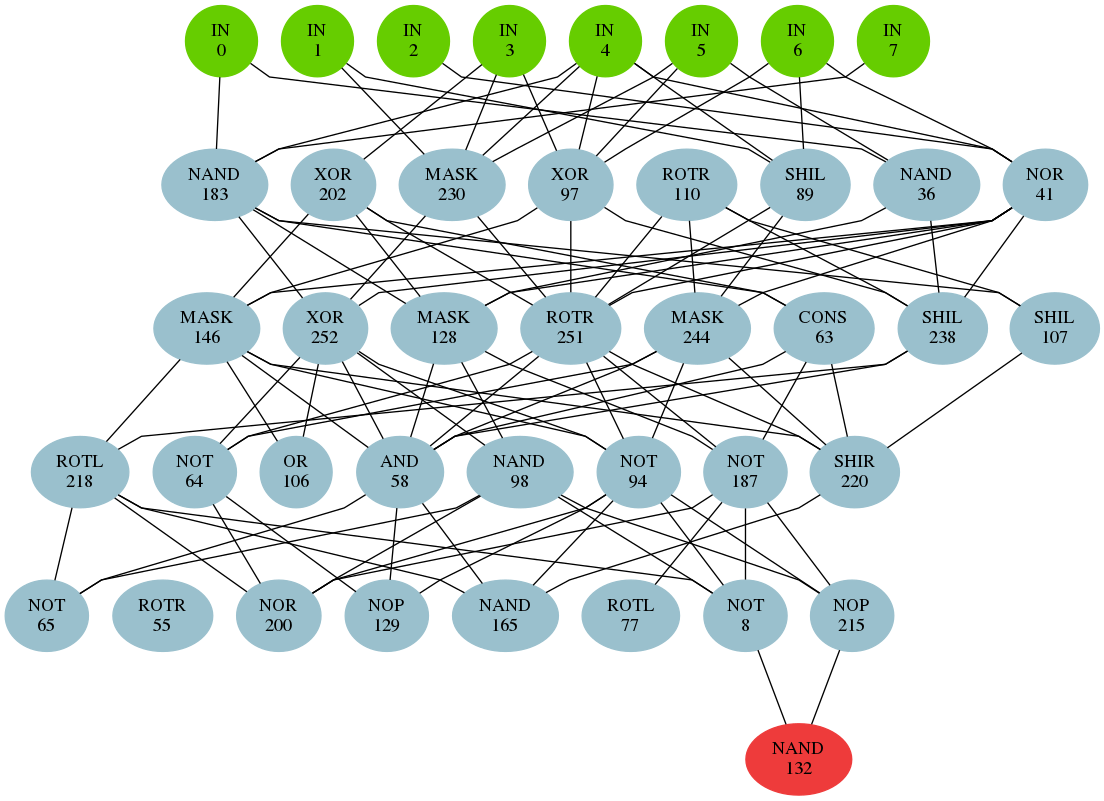 IN
0
IN
1
IN
2
IN
3
IN
4
IN
5
IN
6
IN
7
NAND
183
XOR
202
MASK
230
XOR
97
ROTR
110
SHIL
89
NAND
36
NOR
41
MASK
146
XOR
252
MASK
128
ROTR
251
MASK
244
CONS
63
SHIL
238
SHIL
107
ROTL
218
NOT
64
OR
106
AND
58
NAND
98
NOT
94
NOT
187
SHIR
220
NOT
65
ROTR
55
NOR
200
NOP
129
NAND
165
ROTL
77
NOT
8
NOP
215
NAND
132